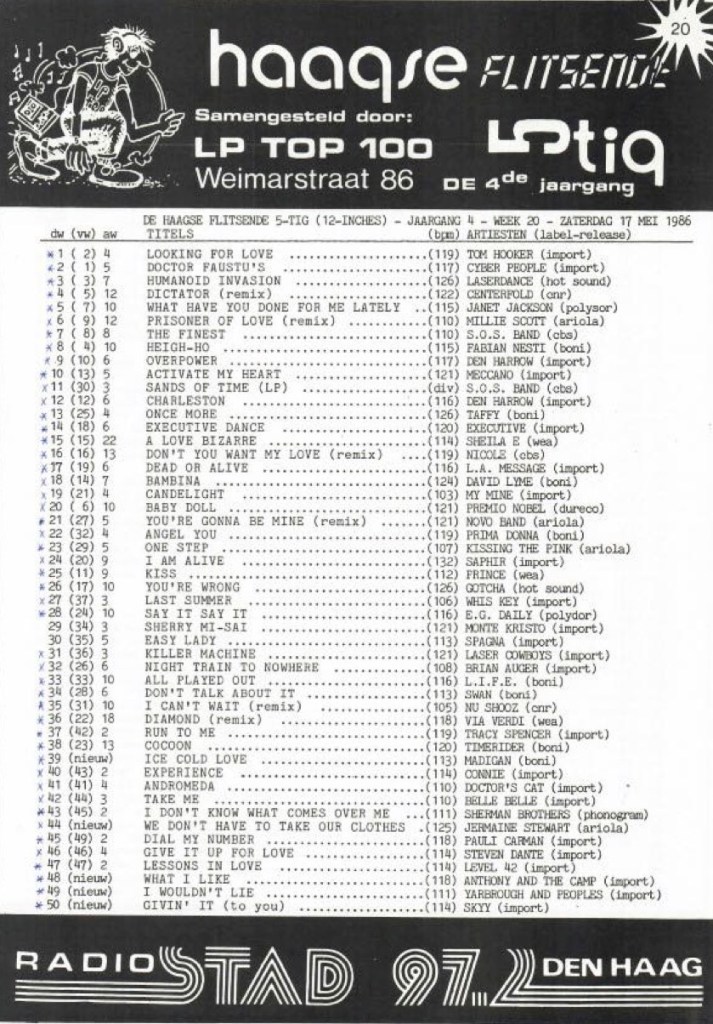 20
haagse FLITSENDE
Samengesteld door:
LP TOP 100
5tig
Weimarstraat 86
DE 4de jaargang
DE HAAGSE FLITSENDE 5-TIG (12-INCHES) - JAARGANG 4 - WEEK 20 - ZATERDAG 17 MEI 1986
dw (vw) aw TITELS (bpm) ARTIESTEN (label-release)
*1 ( 2) 4 LOOKING FOR LOVE ....................(119) TOM HOOKER (import)
*2 ( 1) 5 DOCTOR FAUSTU'S ....................(117) CYBER PEOPLE (import)
*3 ( 3) 7 HUMANOID INVASION ....................(126) LASERDANCE (hot sound)
*4 ( 5) 12 DICTATOR (remix) ....................(122) CENTERFOLD (cnr)
*5 ( 7) 10 WHAT HAVE YOU DONE FOR ME LATELY ..(115) JANET JACKSON (polysor)
x6 ( 9) 12 PRISONER OF LOVE (remix) ............(110) MILLIE SCOTT (ariola)
*7 ( 8) 8 THE FINEST ....................(110) S.O.S. BAND (cbs)
*8 ( 4) 10 HEIGH-HO ....................(115) FABIAN NESTI (boni)
x9 (10) 6 OVERPOWER ....................(117) DEN HARROW (import)
*10 (13) 5 ACTIVATE MY HEART ....................(121) MECCANO (import)
x11 (30) 3 SANDS OF TIME (LP) ....................(div) S.O.S. BAND (cbs)
x12 (12) 6 CHARLESTON ....................(116) DEN HARROW (import)
*13 (25) 4 ONCE MORE ....................(126) TAFFY (boni)
*14 (18) 6 EXECUTIVE DANCE ....................(120) EXECUTIVE (import)
*15 (15) 22 A LOVE BIZARRE ....................(114) SHEILA E (wea)
*16 (16) 13 DON'T YOU WANT MY LOVE (remix) ....(119) NICOLE (cbs)
x17 (19) 6 DEAD OR ALIVE ....................(116) L.A. MESSAGE (import)
x18 (14) 7 BAMBINA ....................(124) DAVID LYME (boni)
x19 (21) 4 CANDELIGHT ....................(103) MY MINE (import)
x20 ( 6) 10 BABY DOLL ....................(121) PREMIO NOBEL (dureco)
*21 (27) 5 YOU'RE GONNA BE MINE (remix) .......(121) NOVO BAND (ariola)
x22 (32) 4 ANGEL YOU ....................(119) PRIMA DONNA (boni)
*23 (29) 5 ONE STEP ....................(107) KISSING THE PINK (ariola)
x24 (20) 9 I AM ALIVE ....................(132) SAPHIR (import)
*25 (11) 9 KISS ....................(112) PRINCE (wea)
*26 (17) 10 YOU'RE WRONG ....................(126) GOTCHA (hot sound)
x27 (37) 3 LAST SUMMER ....................(106) WHIS KEY (import)
*28 (24) 10 SAY IT SAY IT ....................(116) E.G. DAILY (polydor)
29 (34) 3 SHERRY MI-SAI ....................(121) MONTE KRISTO (import)
30 (35) 5 EASY LADY ....................(113) SPAGNA (import)
x31 (36) 3 KILLER MACHINE ....................(121) LASER COWBOYS (import)
x32 (26) 6 NIGHT TRAIN TO NOWHERE ..............(108) BRIAN AUGER (import)
*33 (33) 10 ALL PLAYED OUT ....................(116) L.I.F.E. (boni)
*34 (28) 6 DON'T TALK ABOUT IT ................(113) SWAN (boni)
*35 (31) 10 I CAN'T WAIT (remix) ................(105) NU SHOOZ (cnr)
*36 (22) 18 DIAMOND (remix) ....................(118) VIA VERDI (wea)
*37 (42) 2 RUN TO ME ....................(119) TRACY SPENCER (import)
*38 (23) 13 COCOON ....................(120) TIMERIDER (boni)
*39 (nieuw) ICE COLD LOVE ....................(113) MADIGAN (boni)
x40 (43) 2 EXPERIENCE ....................(114) CONNIE (import)
x41 (41) 4 ANDROMEDA ....................(110) DOCTOR'S CAT (import)
x42 (44) 3 TAKE ME ....................(110) BELLE BELLE (import)
*43 (45) 2 I DON'T KNOW WHAT COMES OVER ME ...(111) SHERMAN BROTHERS (phonogram)
x44 (nieuw) WE DON'T HAVE TO TAKE OUR CLOTHES .(125) JERMAINE STEWART (ariola)
*45 (49) 2 DIAL MY NUMBER ....................(118) PAULI CARMAN (import)
x46 (46) 4 GIVE IT UP FOR LOVE ................(114) STEVEN DANTE (import)
*47 (47) 2 LESSONS IN LOVE ....................(114) LEVEL 42 (import)
*48 (nieuw) WHAT I LIKE ....................(118) ANTHONY AND THE CAMP (import)
*49 (nieuw) I WOULDN'T LIE ....................(111) YARBROUGH AND PEOPLES (import)
*50 (nieuw) GIVIN' IT (to you) ....................(114) SKYY (import)
RADIO STAD 97..2 DEN HAAG